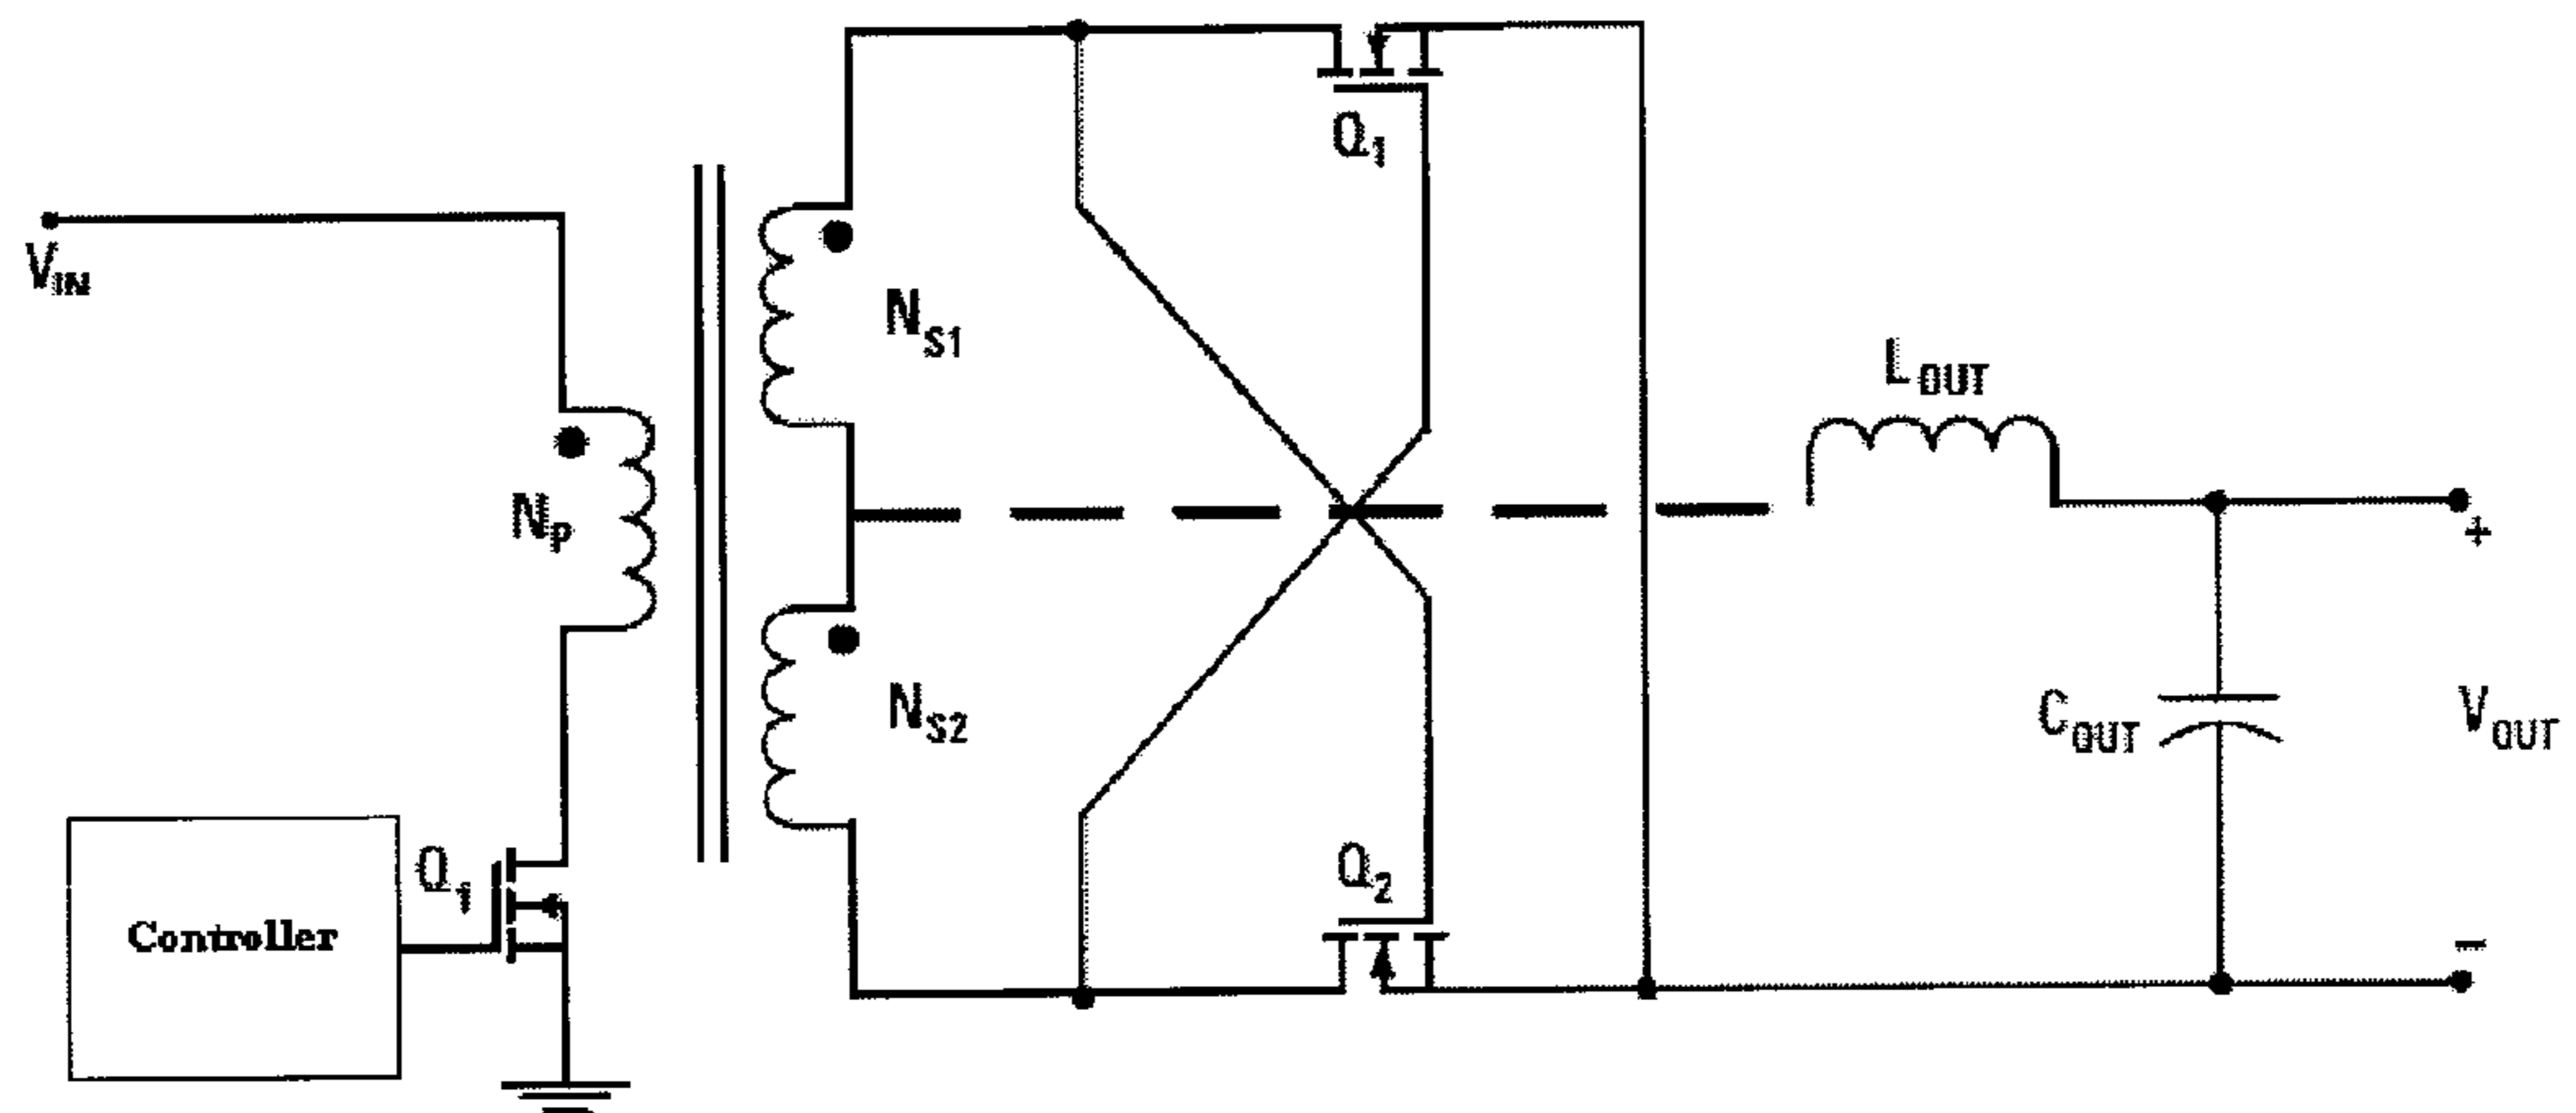 Q1
VIN
NS1
LOUT
NP
+
NS2
COUT
VOUT
Q1
Q2
Controller
−